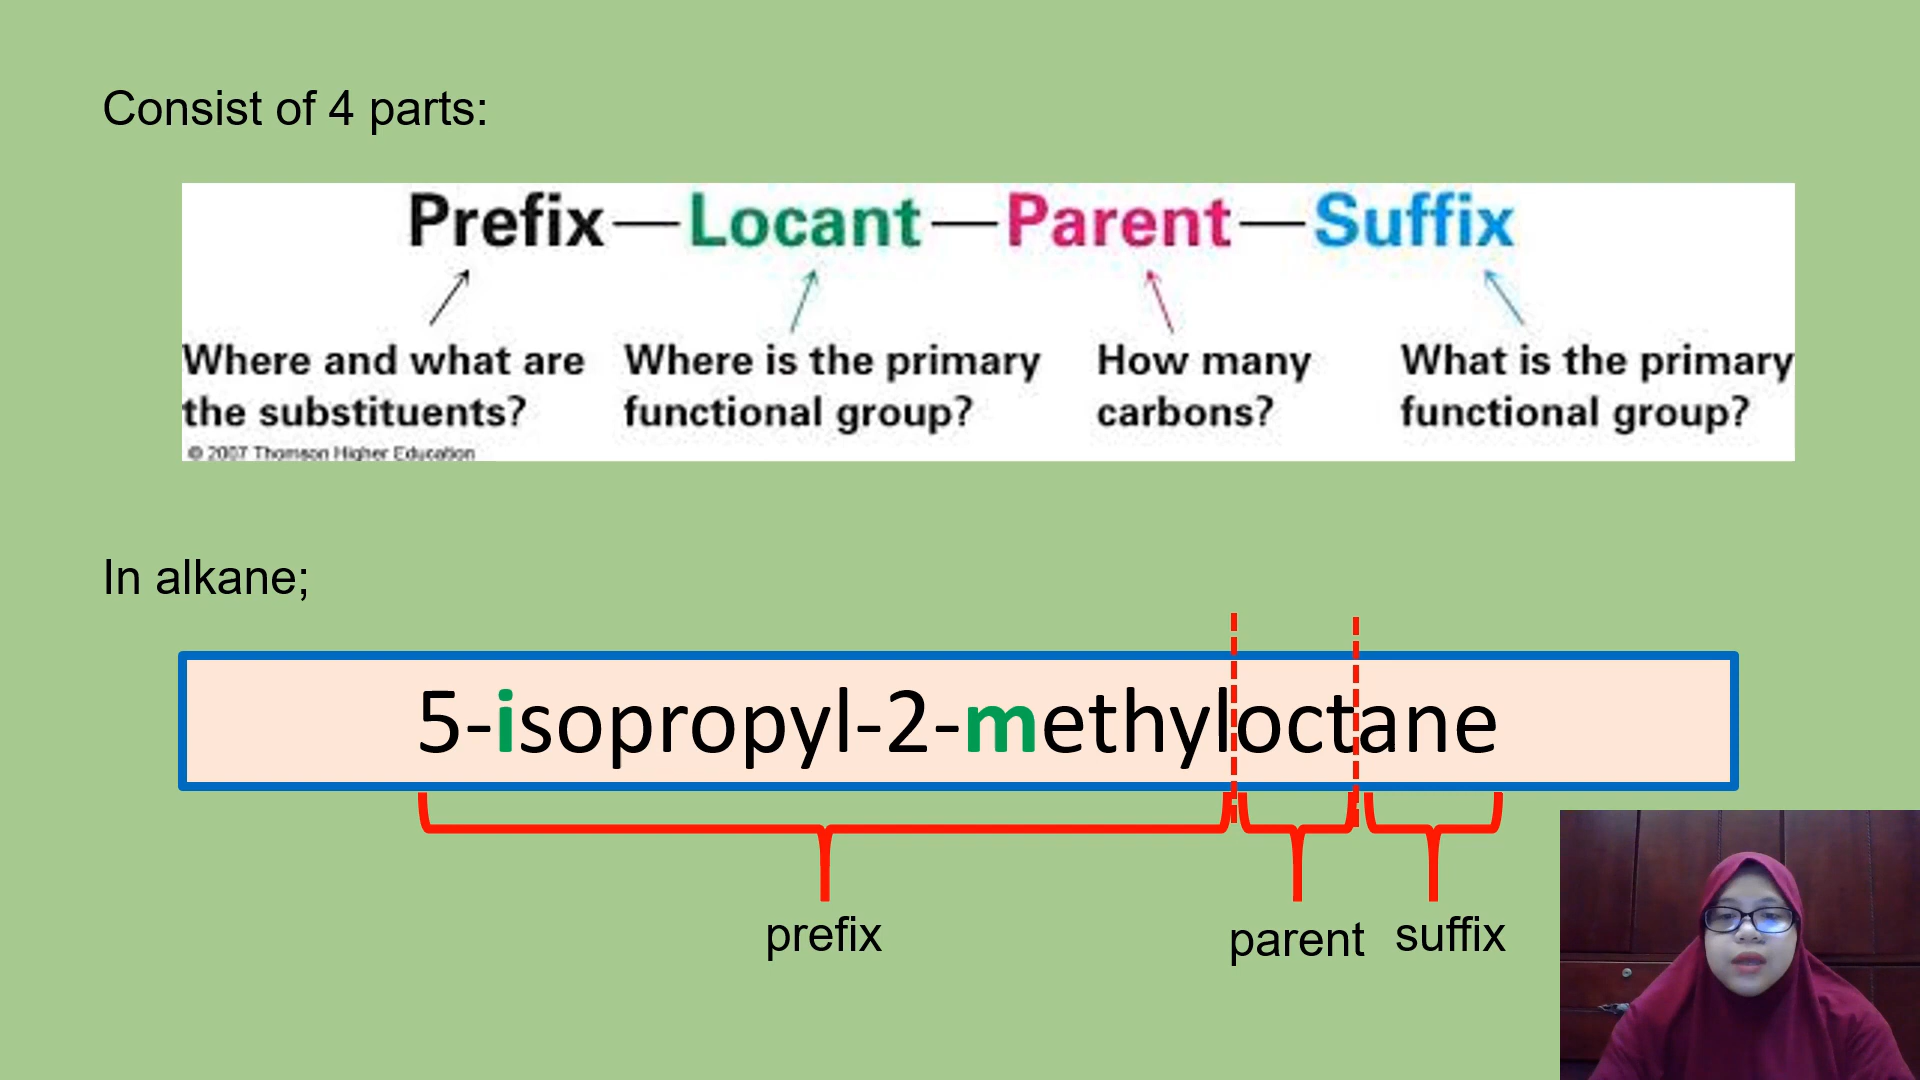 Consist of 4 parts:
Prefix—Locant—Parent—Suffix
Where and what are the substituents?
Where is the primary functional group?
How many carbons?
What is the primary functional group?
© 2007 Thomson Higher Education
In alkane;
5-isopropyl-2-methyloctane
prefix
parent
suffix